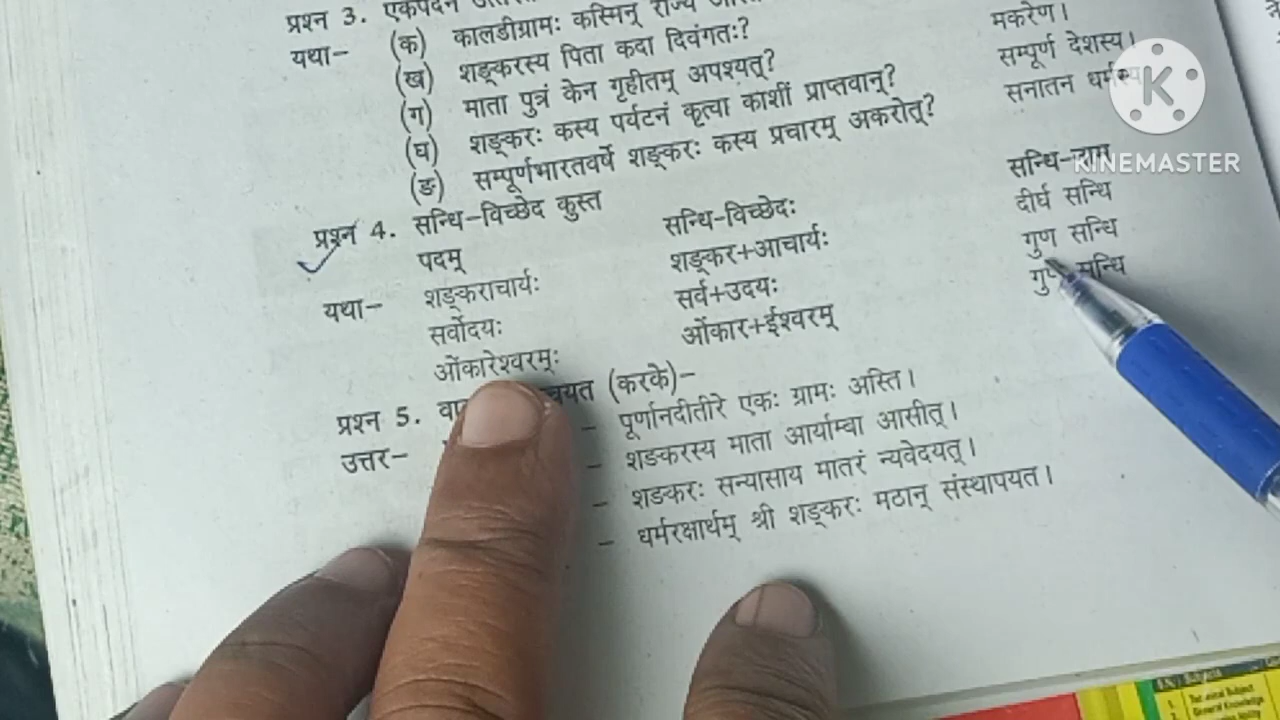 प्रश्न 3. एकपदेन
यथा- (क) कालडीग्रामः कस्मिन् राज्ये
(ख) शङ्करस्य पिता कदा दिवंगतः?
(ग) माता पुत्रं केन गृहीतम् अपश्यत्? मकरेण।
(घ) शङ्करः कस्य पर्यटनं कृत्वा काशीं प्राप्तवान्? सम्पूर्ण देशस्य।
(ङ) सम्पूर्णभारतवर्षे शङ्करः कस्य प्रचारम् अकरोत्? सनातन धर्मस्य
प्रश्न 4. सन्धि-विच्छेद कुरुत
पदम् सन्धि-विच्छेदः सन्धि-नाम
यथा- शङ्कराचार्यः शङ्कर+आचार्यः दीर्घ सन्धि
सर्वोदयः सर्व+उदयः गुण सन्धि
ओंकारेश्वरम्ः ओंकार+ईश्वरम् गुण सन्धि
प्रश्न 5. (करके)-
उत्तर- - पूर्णानदीतीरे एकः ग्रामः अस्ति।
- शङकरस्य माता आर्याम्बा आसीत्।
- शङकरः सन्यासाय मातरं न्यवेदयत्।
- धर्मरक्षार्थम् श्री शङ्करः मठान् संस्थापयत।
K
KINEMASTER